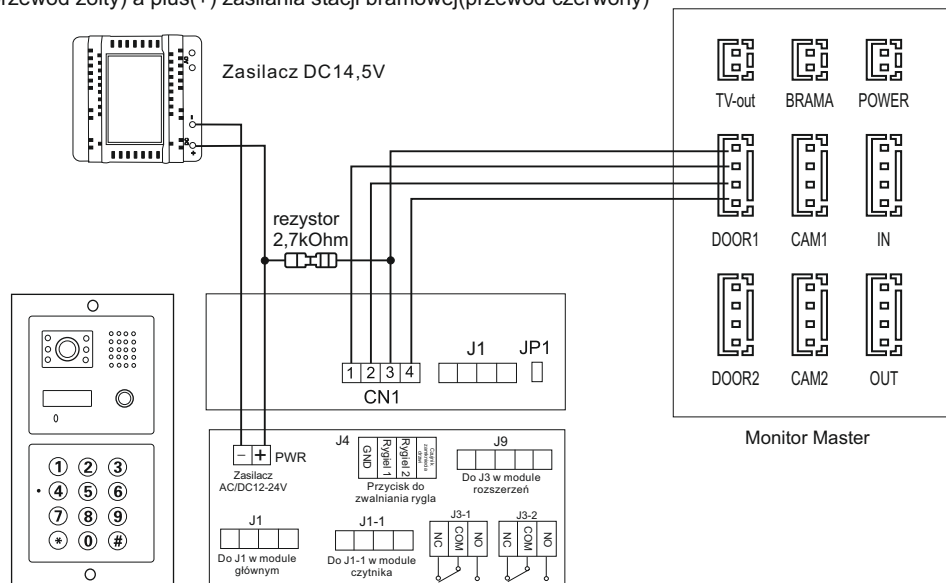 rzewód żółty) a plus(+) zasilania stacji bramowej(przewód czerwony)
Zasilacz DC14,5V
TV-out BRAMA POWER
DOOR1 CAM1 IN
DOOR2 CAM2 OUT
Monitor Master
rezystor
2,7kOhm
1 2 3 4
CN1
J1
JP1
− + PWR
Zasilacz
AC/DC12-24V
J4
GND
Rygiel 1
Rygiel 2
Przycisk do
zwalniania rygla
J9
Do J3 w module
rozszerzeń
J1
Do J1 w module
głównym
J1-1
Do J1-1 w module
czytnika
J3-1
NC COM NO
J3-2
NC COM NO
1 2 3
4 5 6
7 8 9
* 0 #